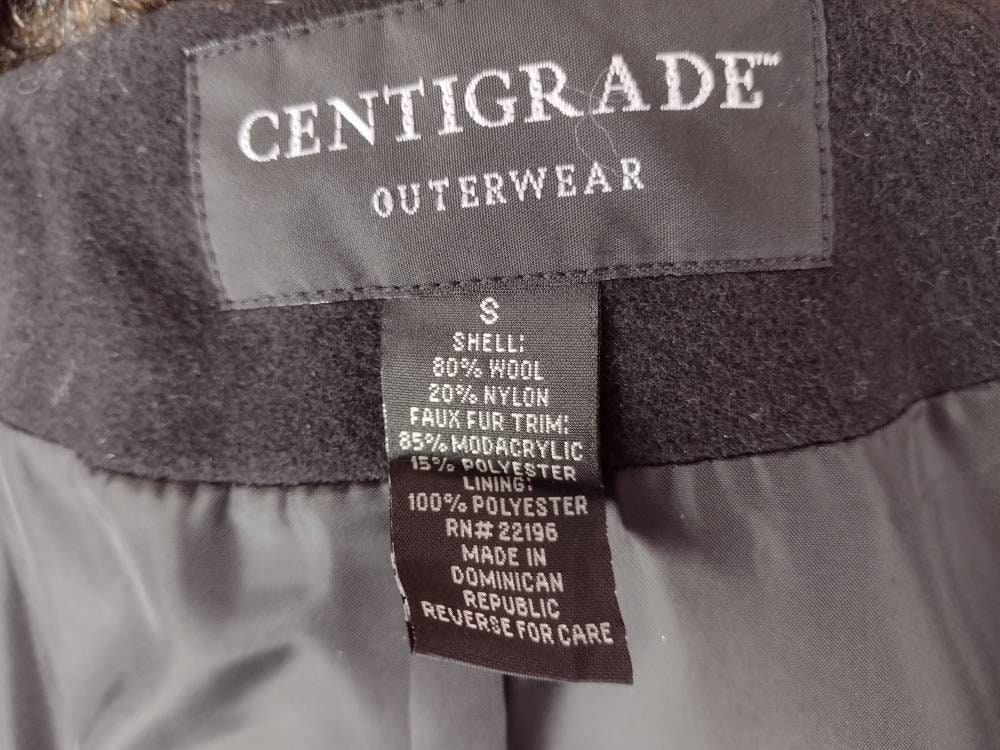 CENTIGRADE™
OUTERWEAR
S
SHELL:
80% WOOL
20% NYLON
FAUX FUR TRIM:
85% MODACRYLIC
15% POLYESTER
LINING:
100% POLYESTER
RN# 22196
MADE IN
DOMINICAN
REPUBLIC
REVERSE FOR CARE